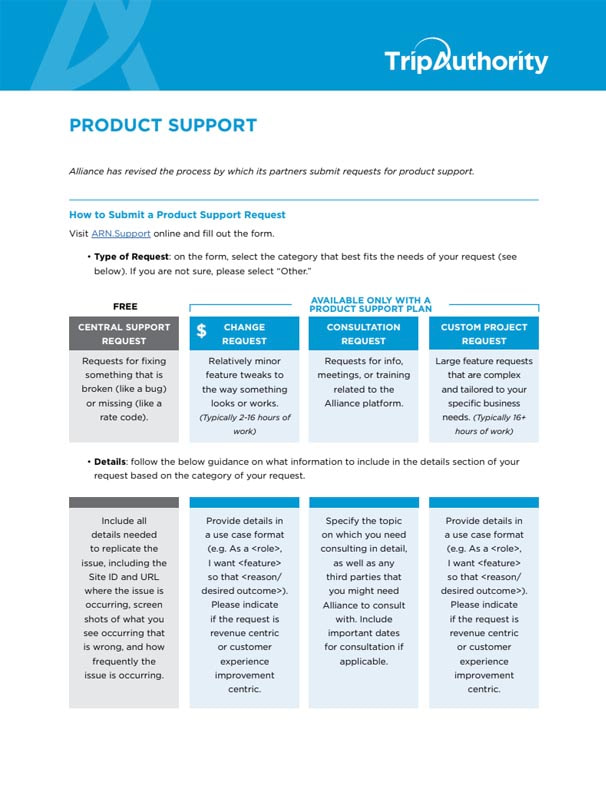 TripAuthority
PRODUCT SUPPORT
Alliance has revised the process by which its partners submit requests for product support.
How to Submit a Product Support Request
Visit ARN.Support online and fill out the form.
• Type of Request: on the form, select the category that best fits the needs of your request (see
below). If you are not sure, please select “Other.”
FREE
AVAILABLE ONLY WITH A
PRODUCT SUPPORT PLAN
CENTRAL SUPPORT
REQUEST
Requests for fixing
something that is
broken (like a bug)
or missing (like a
rate code).
$ CHANGE
REQUEST
Relatively minor
feature tweaks to
the way something
looks or works.
(Typically 2-16 hours of
work)
CONSULTATION
REQUEST
Requests for info,
meetings, or training
related to the
Alliance platform.
CUSTOM PROJECT
REQUEST
Large feature requests
that are complex
and tailored to your
specific business
needs. (Typically 16+
hours of work)
• Details: follow the below guidance on what information to include in the details section of your
request based on the category of your request.
Include all
details needed
to replicate the
issue, including the
Site ID and URL
where the issue is
occurring, screen
shots of what you
see occurring that
is wrong, and how
frequently the
issue is occurring.
Provide details in
a use case format
(e.g. As a <role>,
I want <feature>
so that <reason/
desired outcome>).
Please indicate
if the request is
revenue centric
or customer
experience
improvement
centric.
Specify the topic
on which you need
consulting in detail,
as well as any
third parties that
you might need
Alliance to consult
with. Include
important dates
for consultation if
applicable.
Provide details in
a use case format
(e.g. As a <role>,
I want <feature>
so that <reason/
desired outcome>).
Please indicate
if the request is
revenue centric
or customer
experience
improvement
centric.